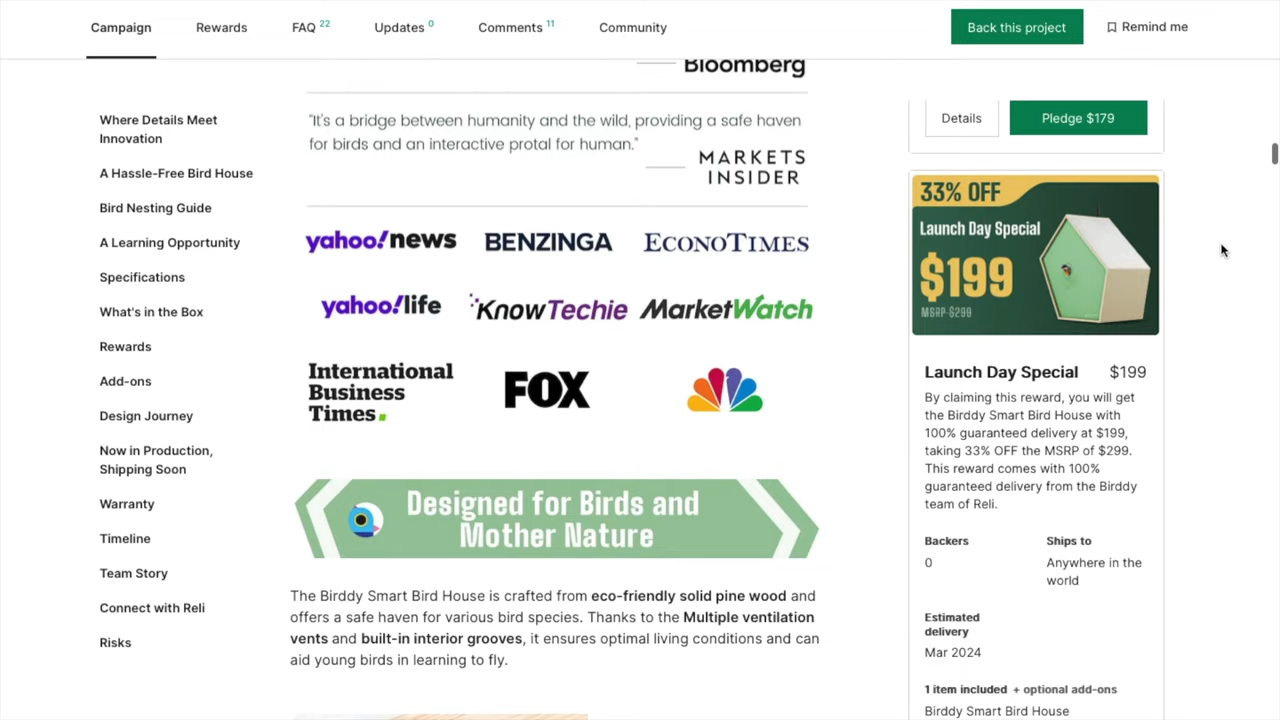 Campaign
Rewards
FAQ 22
Updates 0
Comments 11
Community
Back this project
Remind me
Where Details Meet
Innovation
A Hassle-Free Bird House
Bird Nesting Guide
A Learning Opportunity
Specifications
What's in the Box
Rewards
Add-ons
Design Journey
Now in Production,
Shipping Soon
Warranty
Timeline
Team Story
Connect with Reli
Risks
Bloomberg
"It's a bridge between humanity and the wild, providing a safe haven
for birds and an interactive protal for human."
MARKETS
INSIDER
yahoo!news
BENZINGA
ECONOTIMES
yahoo!life
KnowTechie
MarketWatch
International
Business
Times.
FOX
Designed for Birds and
Mother Nature
The Birddy Smart Bird House is crafted from eco-friendly solid pine wood and
offers a safe haven for various bird species. Thanks to the Multiple ventilation
vents and built-in interior grooves, it ensures optimal living conditions and can
aid young birds in learning to fly.
Details
Pledge $179
33% OFF
Launch Day Special
$199
MSRP $299
Launch Day Special
$199
By claiming this reward, you will get
the Birddy Smart Bird House with
100% guaranteed delivery at $199,
taking 33% OFF the MSRP of $299.
This reward comes with 100%
guaranteed delivery from the Birddy
team of Reli.
Backers
0
Ships to
Anywhere in the
world
Estimated
delivery
Mar 2024
1 item included + optional add-ons
Birddy Smart Bird House